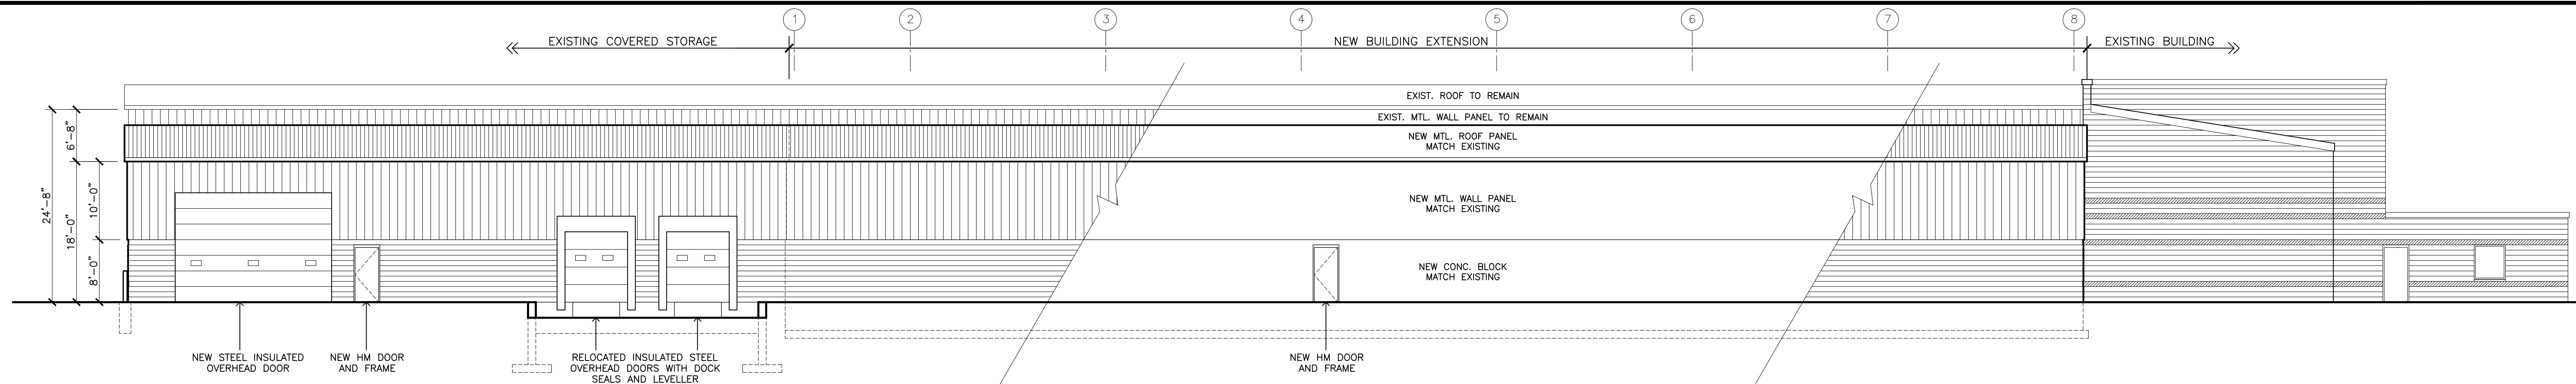 1 2 3 4 5 6 7 8
EXISTING COVERED STORAGE
NEW BUILDING EXTENSION
EXISTING BUILDING
EXIST. ROOF TO REMAIN
EXIST. MTL. WALL PANEL TO REMAIN
NEW MTL. ROOF PANEL
MATCH EXISTING
24'-8"
6'-8"
18'-0"
10'-0"
8'-0"
NEW MTL. WALL PANEL
MATCH EXISTING
NEW CONC. BLOCK
MATCH EXISTING
NEW STEEL INSULATED
OVERHEAD DOOR
NEW HM DOOR
AND FRAME
RELOCATED INSULATED STEEL
OVERHEAD DOORS WITH DOCK
SEALS AND LEVELLER
NEW HM DOOR
AND FRAME